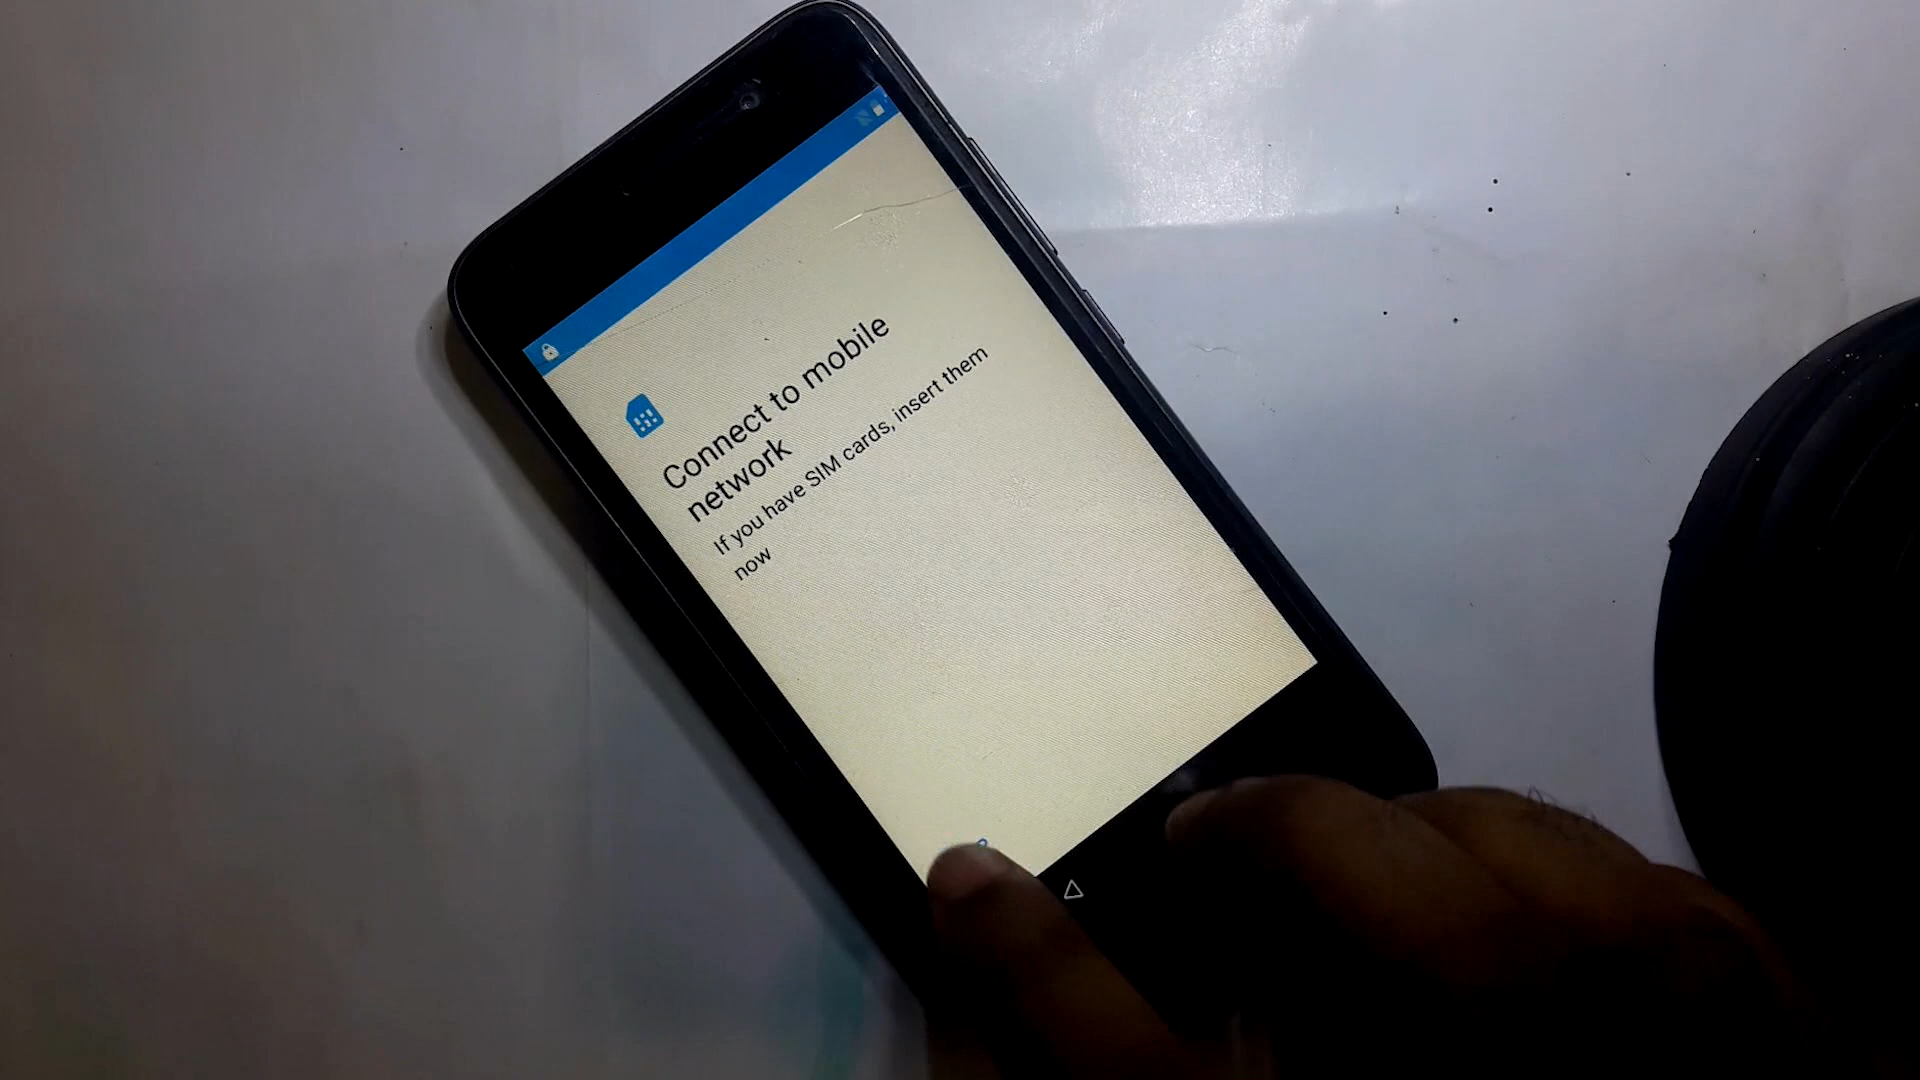 Connect to mobile
network
If you have SIM cards, insert them
now